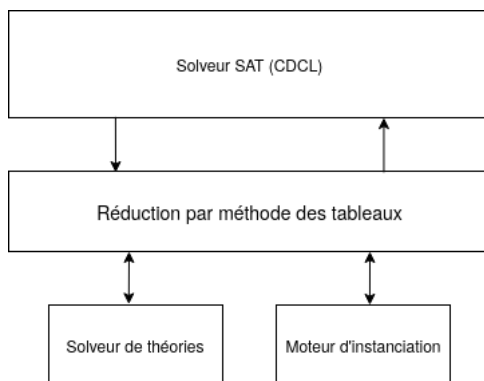 Solveur SAT (CDCL)
Réduction par méthode des tableaux
Solveur de théories
Moteur d'instanciation